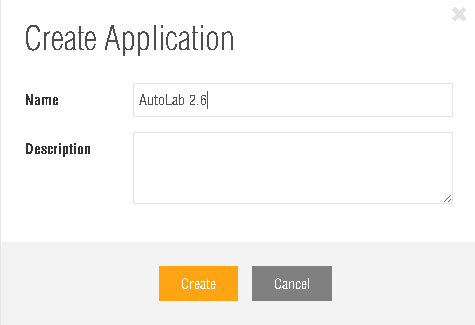 Create Application
Name
AutoLab 2.6
Description
Create
Cancel